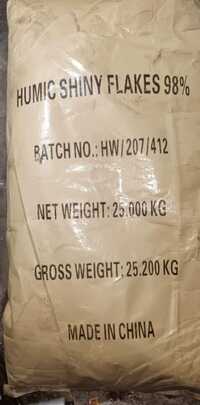 HUMIC SHINY FLAKES 98%
BATCH NO.: HW/207/412
NET WEIGHT: 25.000 KG
GROSS WEIGHT: 25.200 KG
MADE IN CHINA